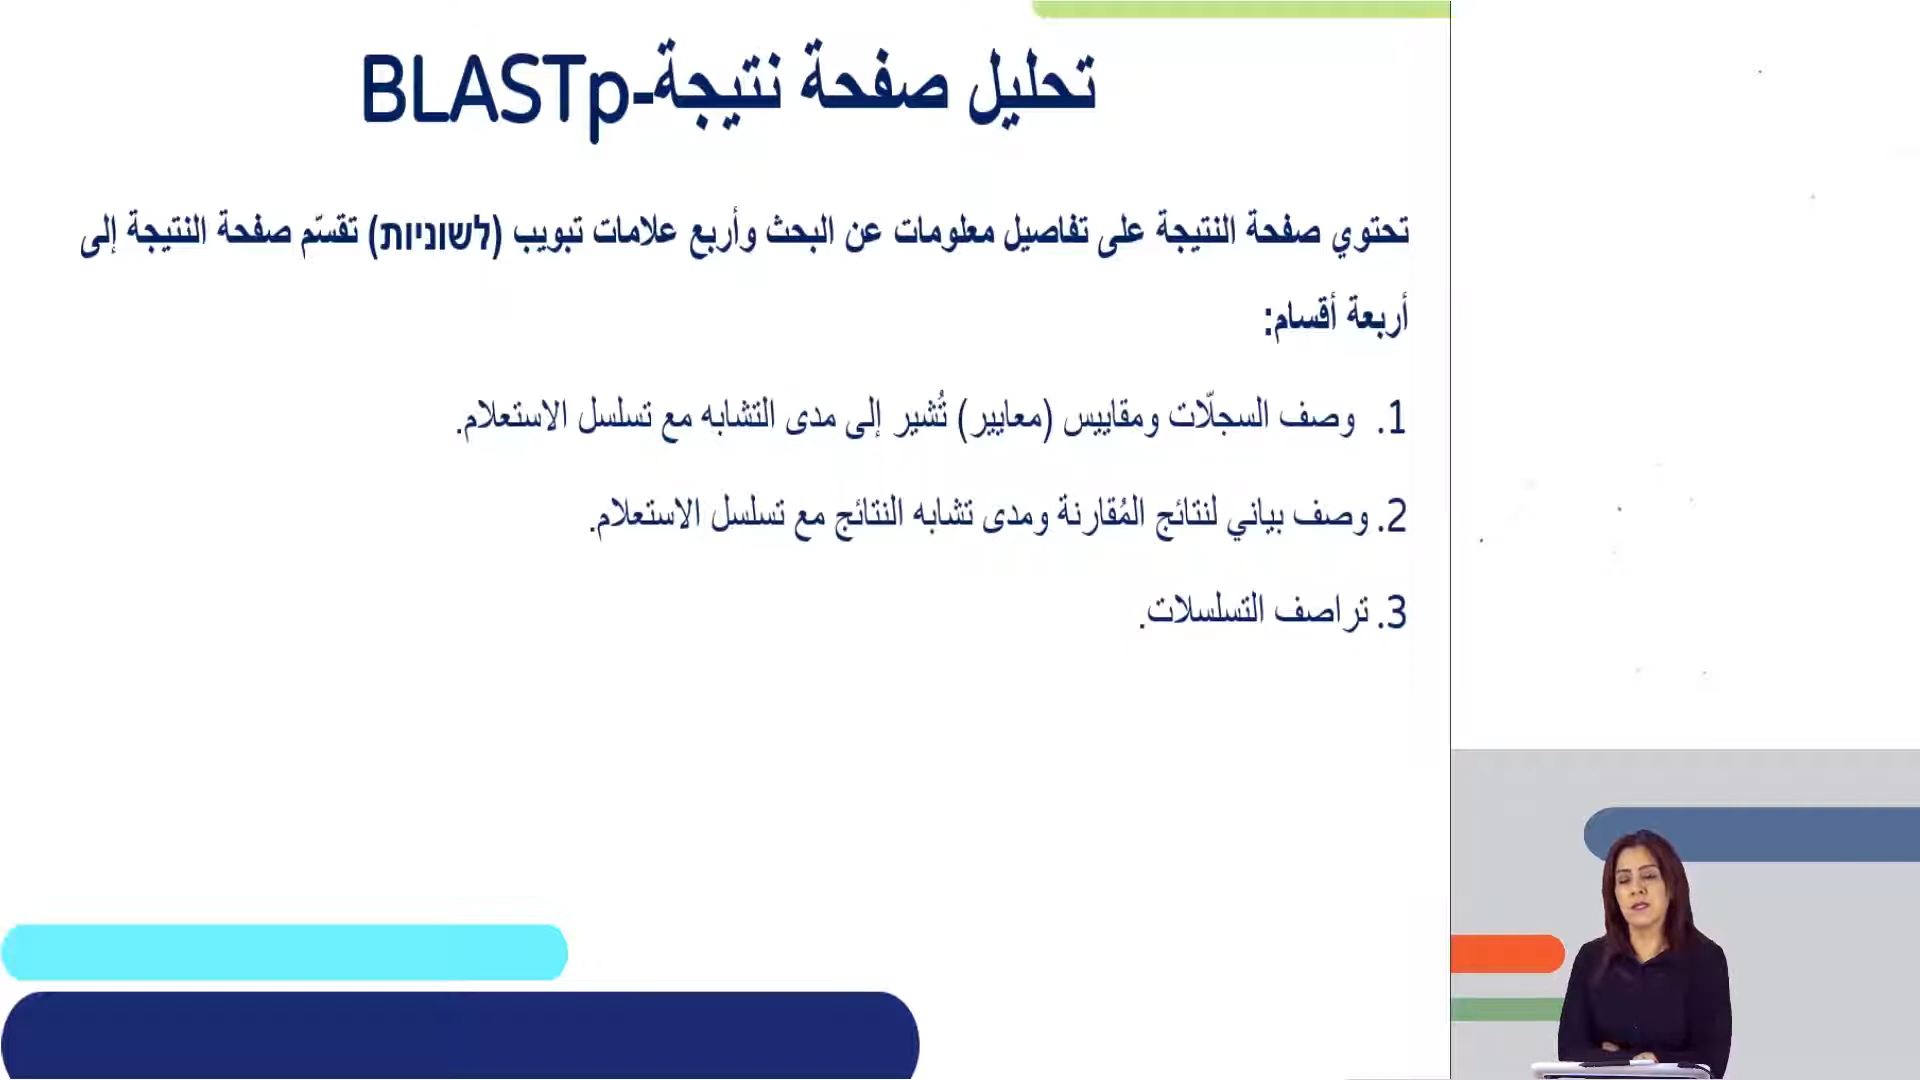 تحليل صفحة نتيجة-BLASTp
تحتوي صفحة النتيجة على تفاصيل معلومات عن البحث وأربع علامات تبويب (לשוניות) تقسّم صفحة النتيجة إلى
أربعة أقسام:
1. وصف السجلّات ومقاييس (معايير) تُشير إلى مدى التشابه مع تسلسل الاستعلام.
2. وصف بياني لنتائج المُقارنة ومدى تشابه النتائج مع تسلسل الاستعلام.
3. تراصف التسلسلات.